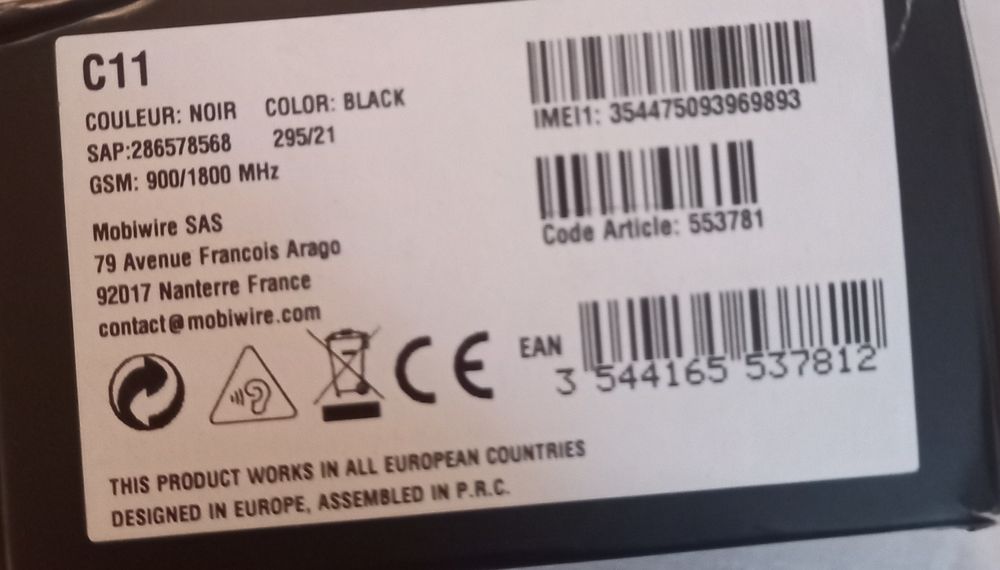 C11
COULEUR: NOIR COLOR: BLACK
SAP:286578568 295/21
GSM: 900/1800 MHz
Mobiwire SAS
79 Avenue Francois Arago
92017 Nanterre France
contact@mobiwire.com
IMEI1: 354475093969893
Code Article: 553781
EAN
3 544165 537812
CE
THIS PRODUCT WORKS IN ALL EUROPEAN COUNTRIES
DESIGNED IN EUROPE, ASSEMBLED IN P.R.C.